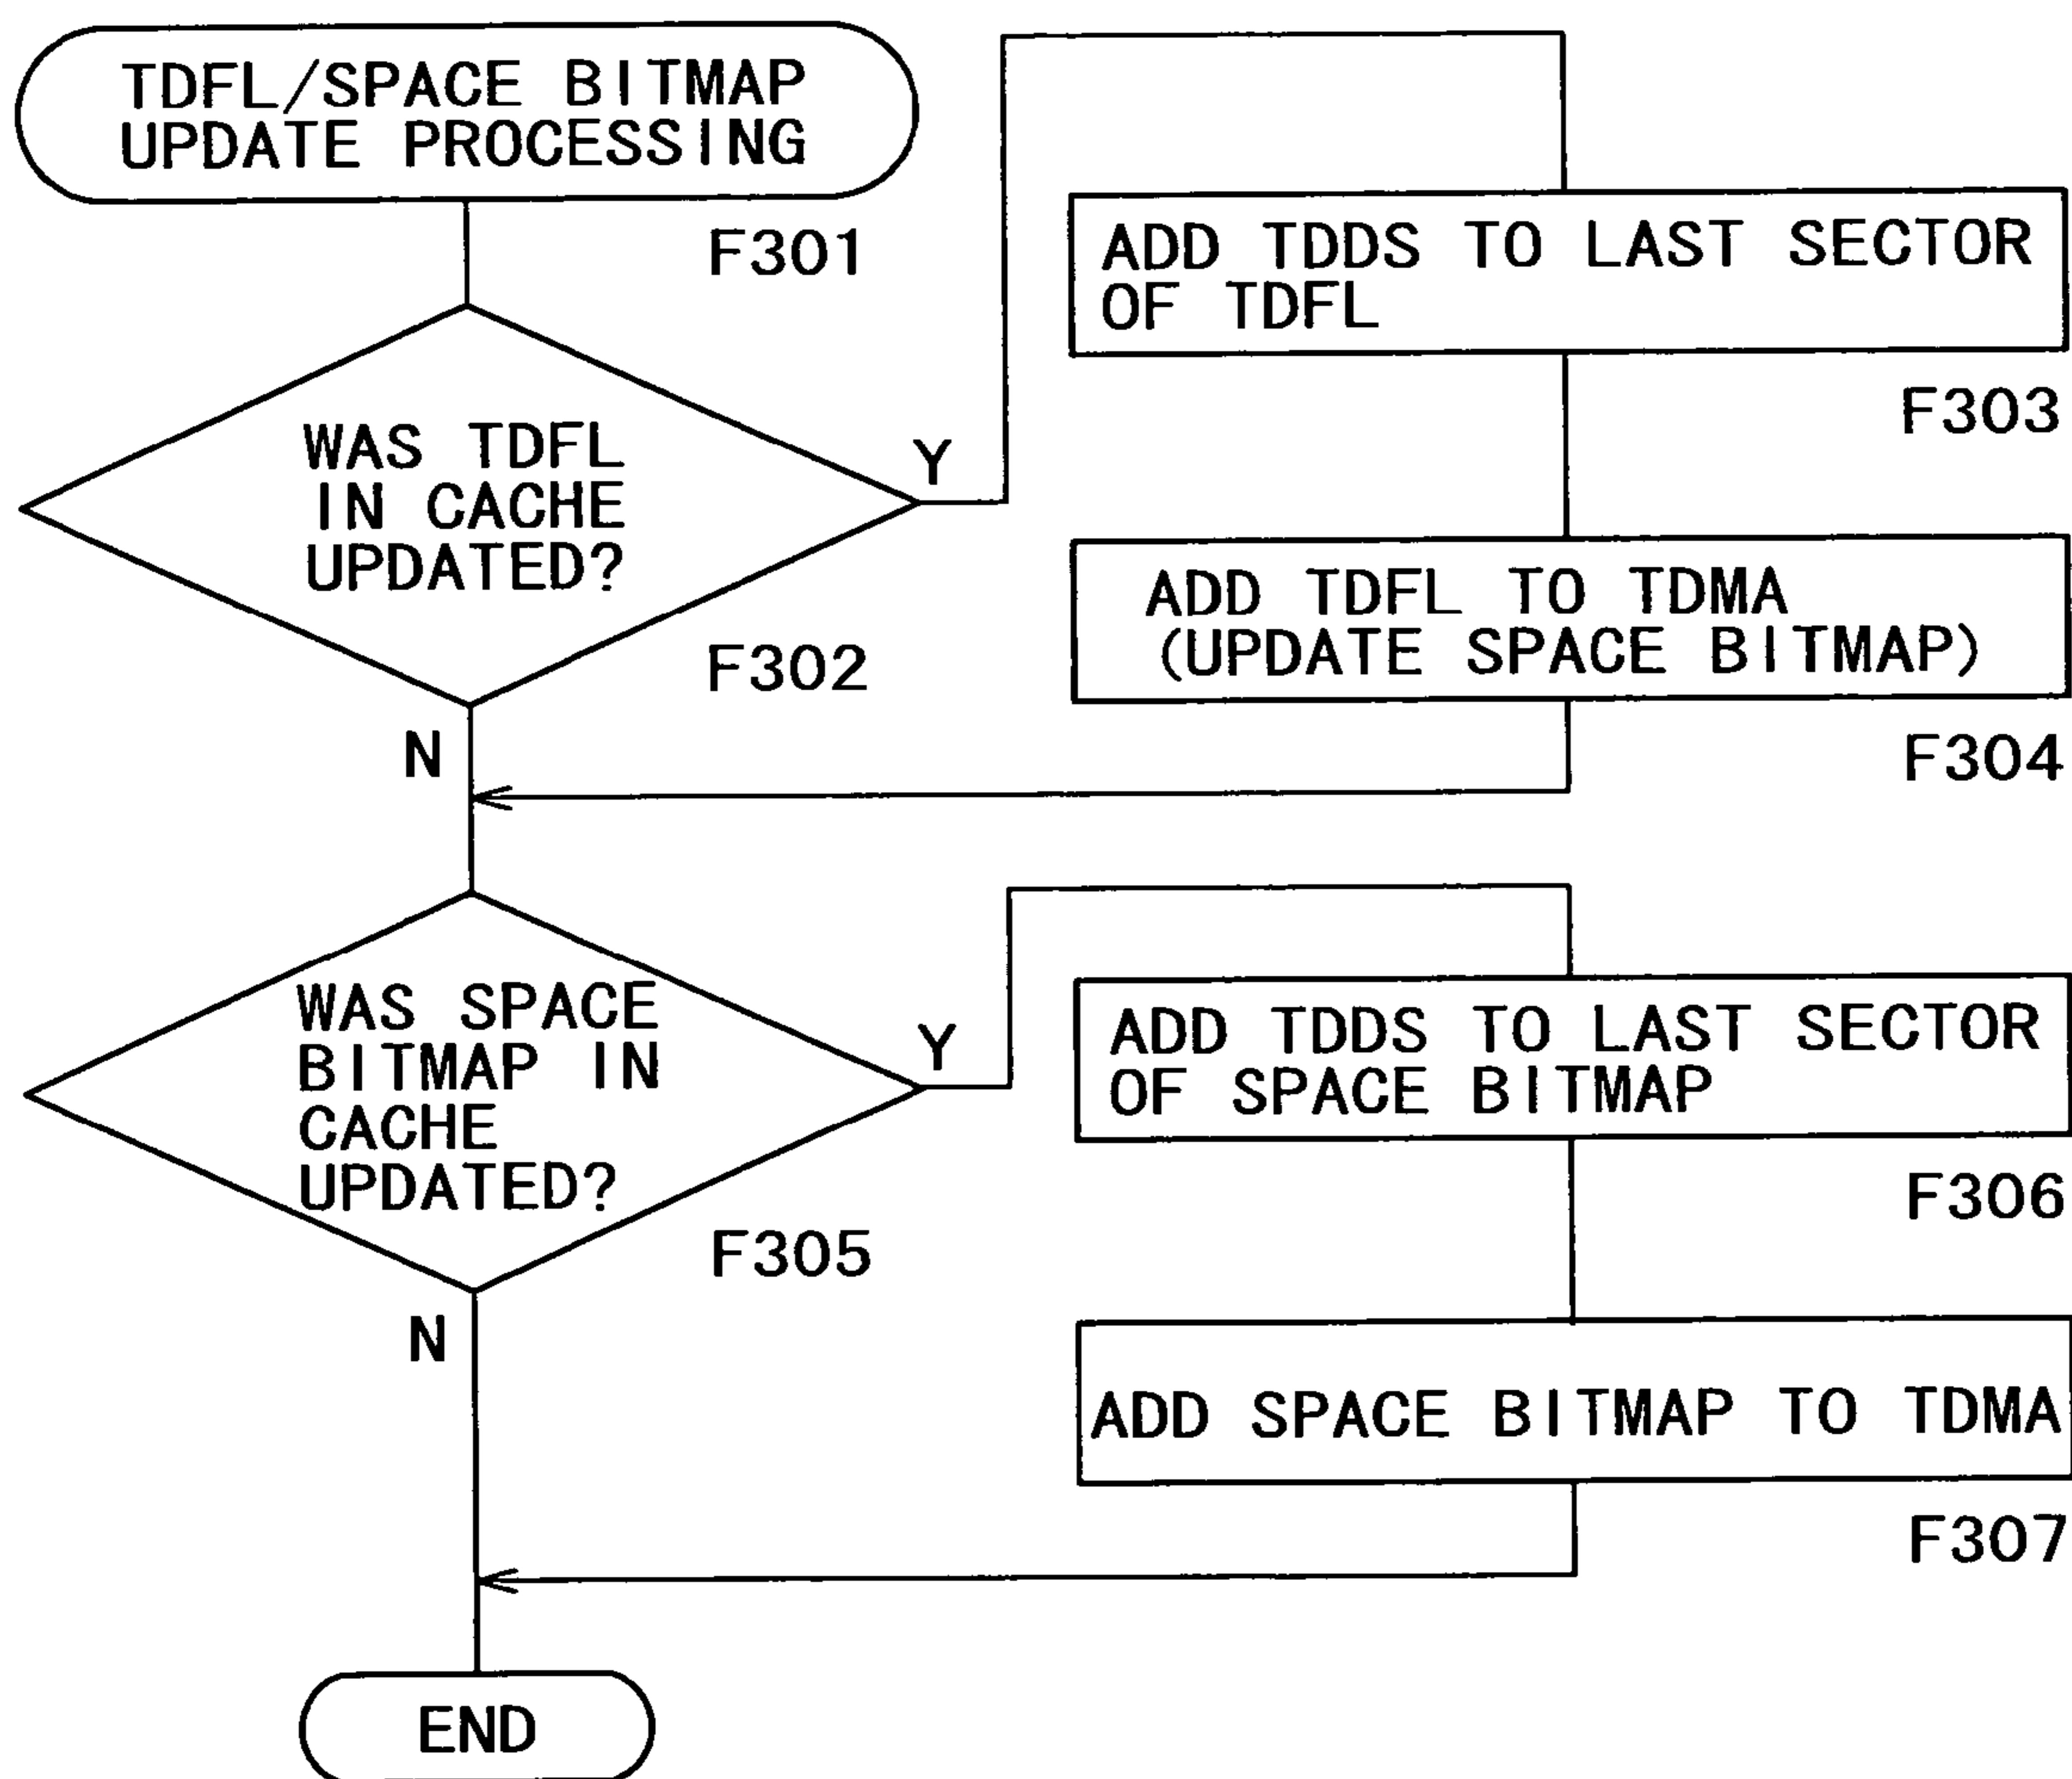 TDFL/SPACE BITMAP
UPDATE PROCESSING
F301
WAS TDFL
IN CACHE
UPDATED?
Y
F302
N
ADD TDDS TO LAST SECTOR
OF TDFL
F303
ADD TDFL TO TDMA
(UPDATE SPACE BITMAP)
F304
WAS SPACE
BITMAP IN
CACHE
UPDATED?
Y
F305
N
ADD TDDS TO LAST SECTOR
OF SPACE BITMAP
F306
ADD SPACE BITMAP TO TDMA
F307
END